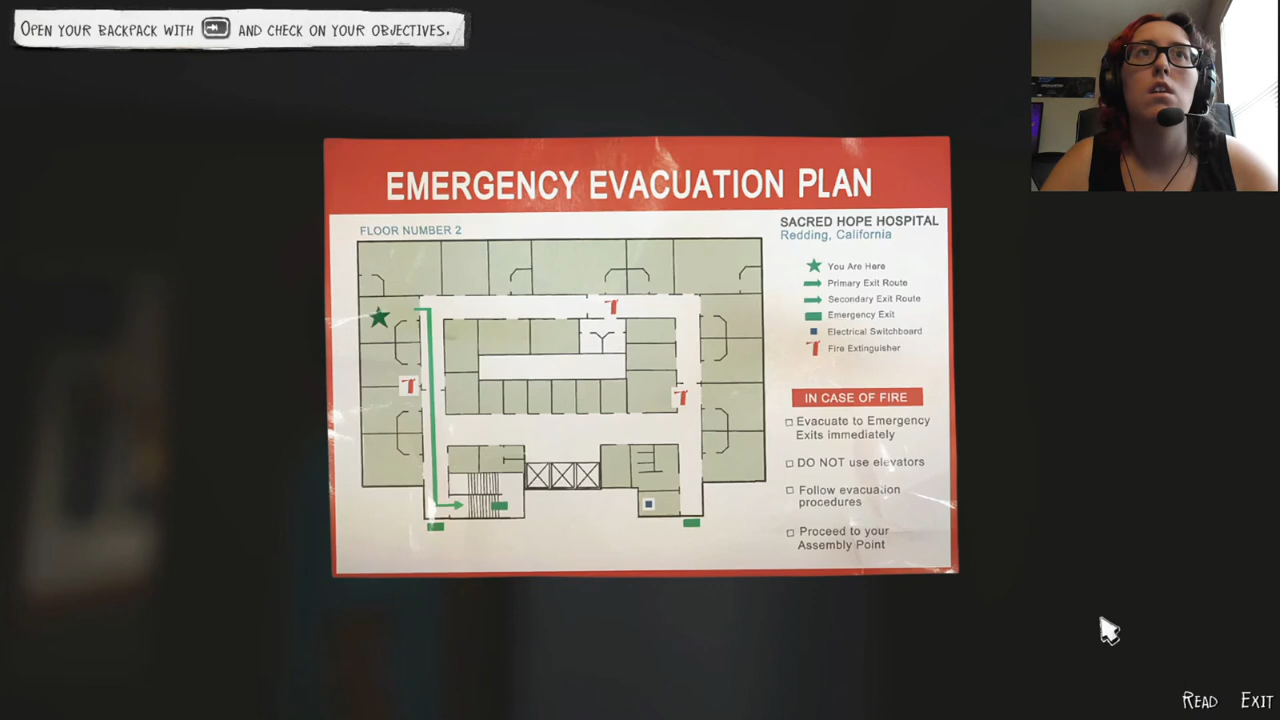 OPEN YOUR BACKPACK WITH AND CHECK ON YOUR OBJECTIVES.
EMERGENCY EVACUATION PLAN
FLOOR NUMBER 2
SACRED HOPE HOSPITAL
Redding, California
You Are Here
Primary Exit Route
Secondary Exit Route
Emergency Exit
Electrical Switchboard
Fire Extinguisher
IN CASE OF FIRE
Evacuate to Emergency
Exits immediately
DO NOT use elevators
Follow evacuation
procedures
Proceed to your
Assembly Point
READ EXIT